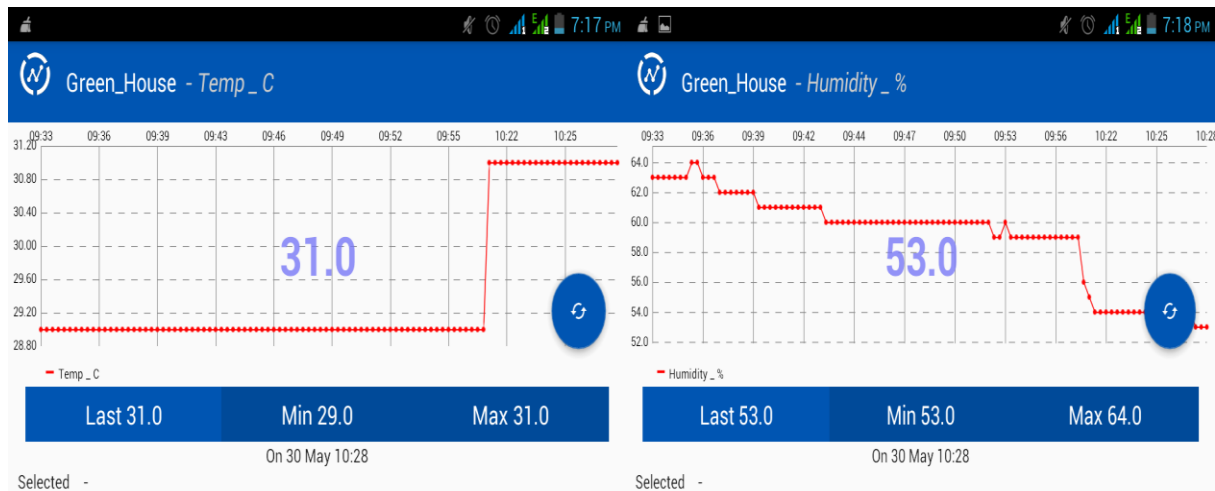 7:17 PM
Green_House - Temp _ C
09:33 09:36 09:39 09:43 09:46 09:49 09:52 09:55 10:22 10:25
31.20
30.80
30.40
30.00
29.60
29.20
28.80
31.0
Temp _ C
Last 31.0 Min 29.0 Max 31.0
On 30 May 10:28
Selected -
7:18 PM
Green_House - Humidity _ %
09:33 09:36 09:39 09:42 09:44 09:47 09:50 09:53 09:56 10:22 10:25 10:28
64.0
62.0
60.0
58.0
56.0
54.0
52.0
53.0
Humidity _ %
Last 53.0 Min 53.0 Max 64.0
On 30 May 10:28
Selected -